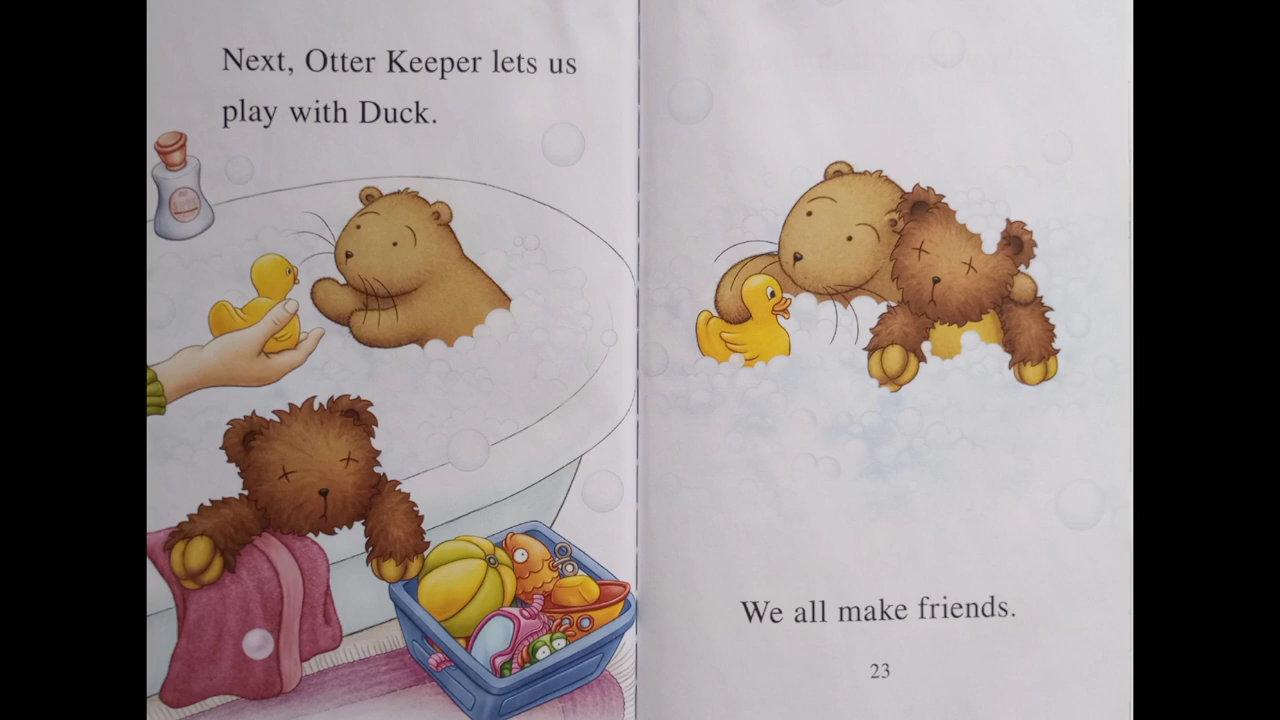 Next, Otter Keeper lets us
play with Duck.
We all make friends.
23